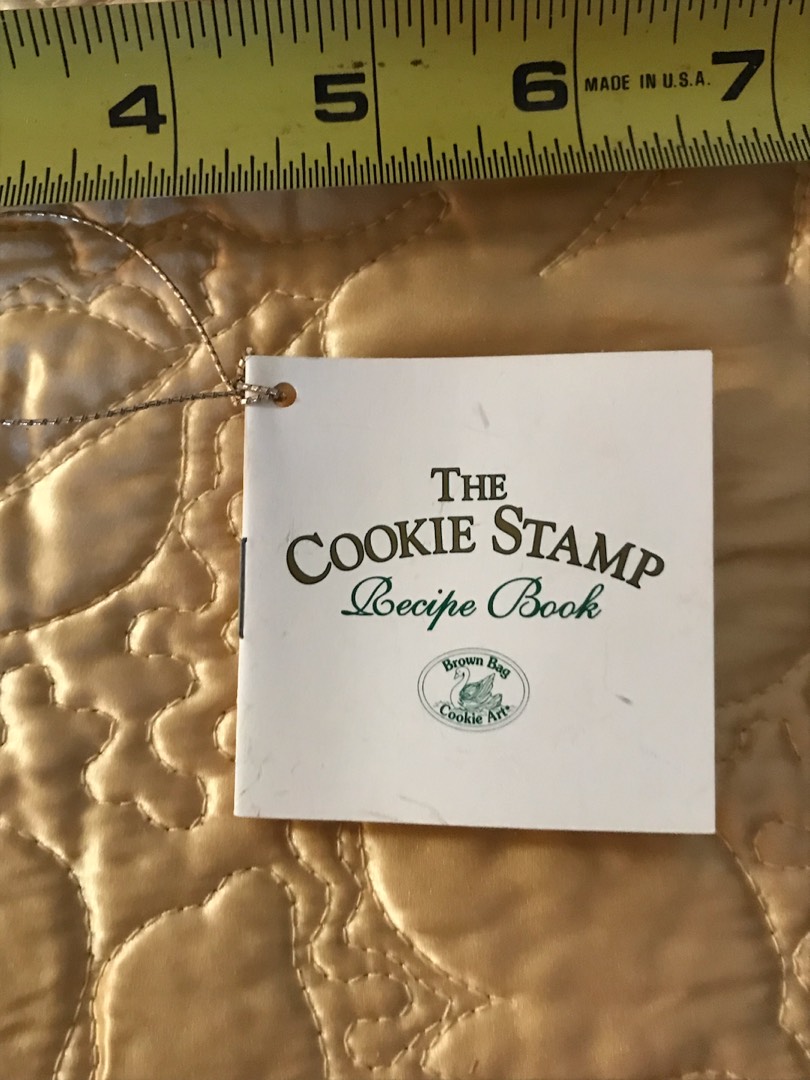 4 5 6 MADE IN U.S.A. 7
THE
COOKIE STAMP
Recipe Book
Brown Bag
Cookie Art®